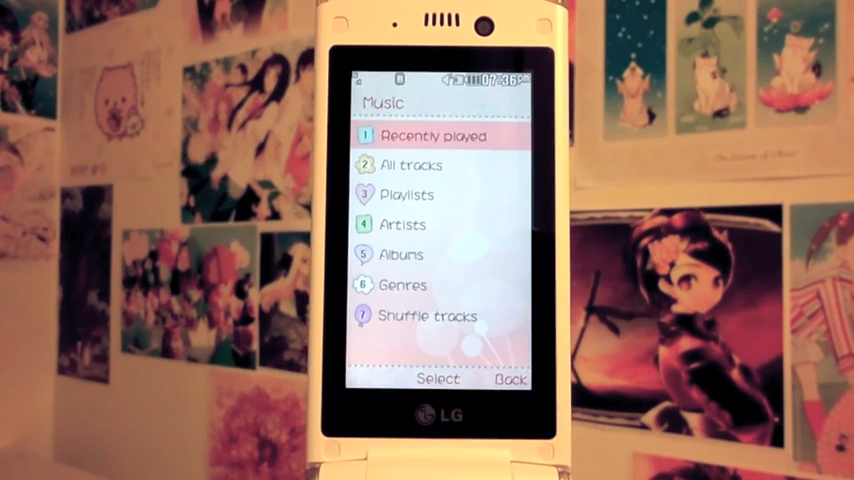 07:36PM
Music
1 Recently played
2 All tracks
3 Playlists
4 Artists
5 Albums
6 Genres
7 Shuffle tracks
Select Back
LG